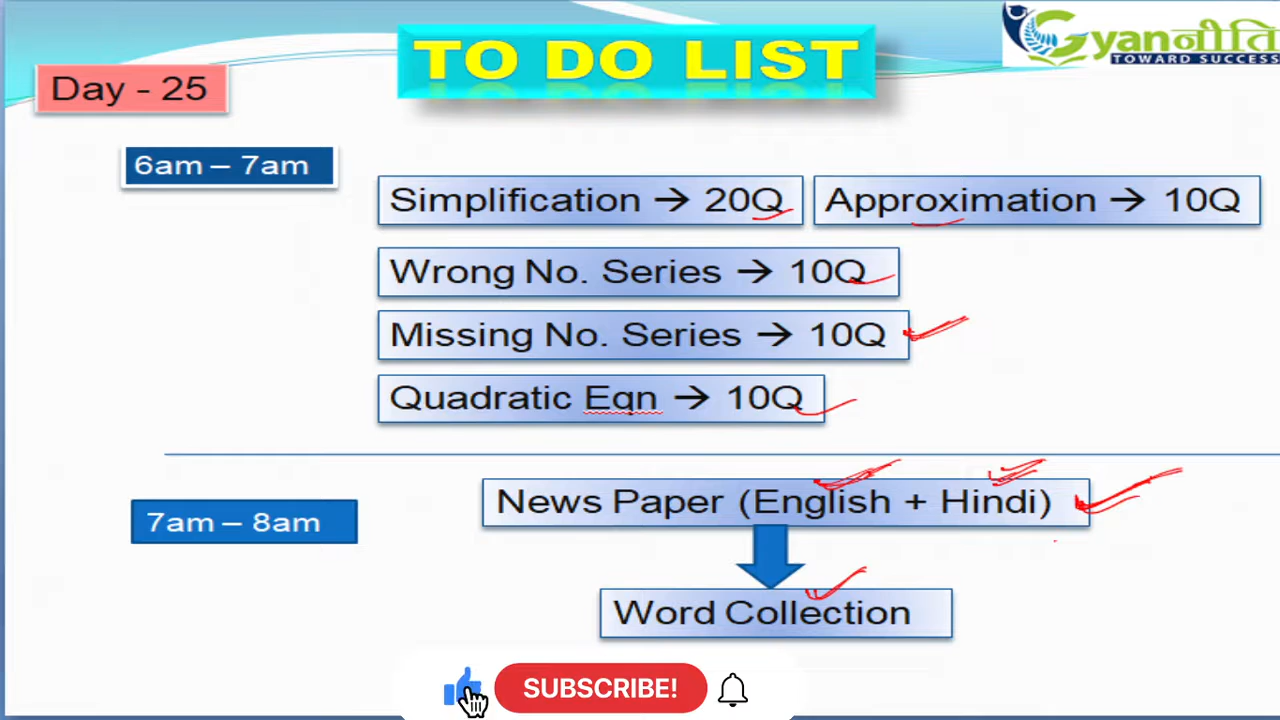 TO DO LIST
Gyanनीति
TOWARD SUCCESS
Day - 25
6am – 7am
Simplification → 20Q
Approximation → 10Q
Wrong No. Series → 10Q
Missing No. Series → 10Q
Quadratic Eqn → 10Q
7am – 8am
News Paper (English + Hindi)
Word Collection
SUBSCRIBE!